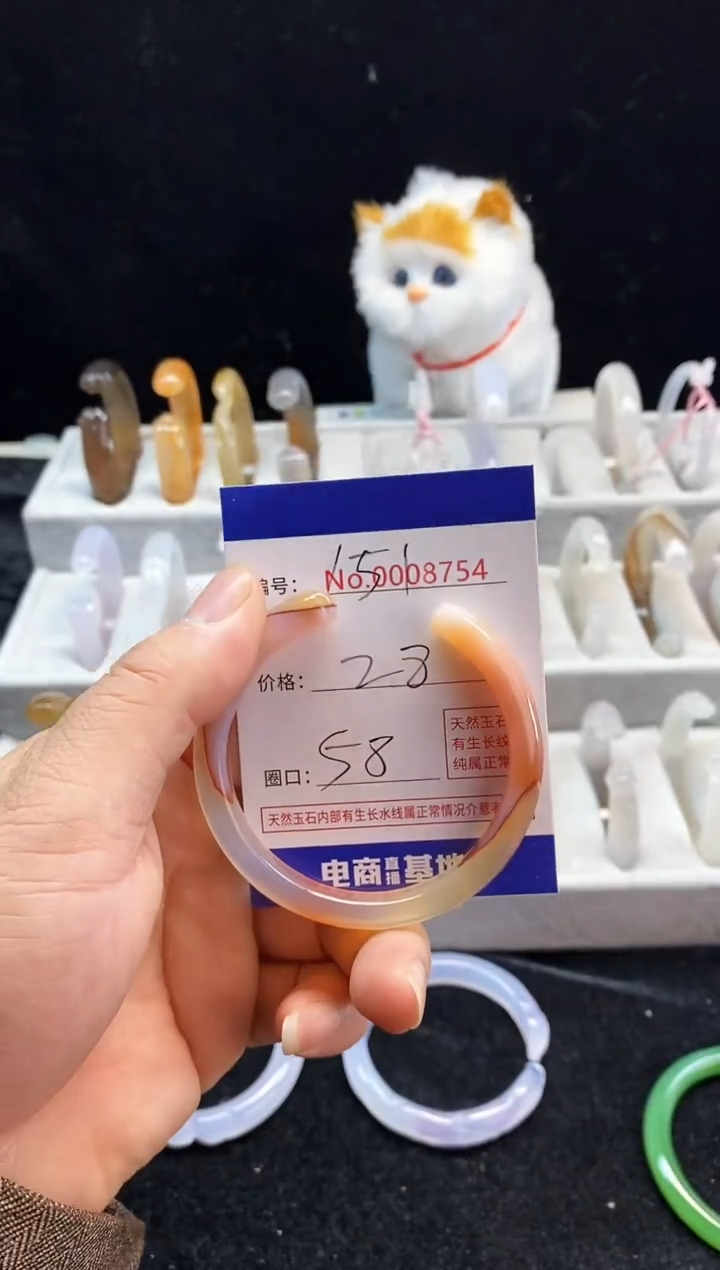 编号: No.0008754
151
价格: 28
圈口: 58
天然玉石
有生长纹
纯属正常
天然玉石内部有生长水线属正常情况介意
电商直播基地